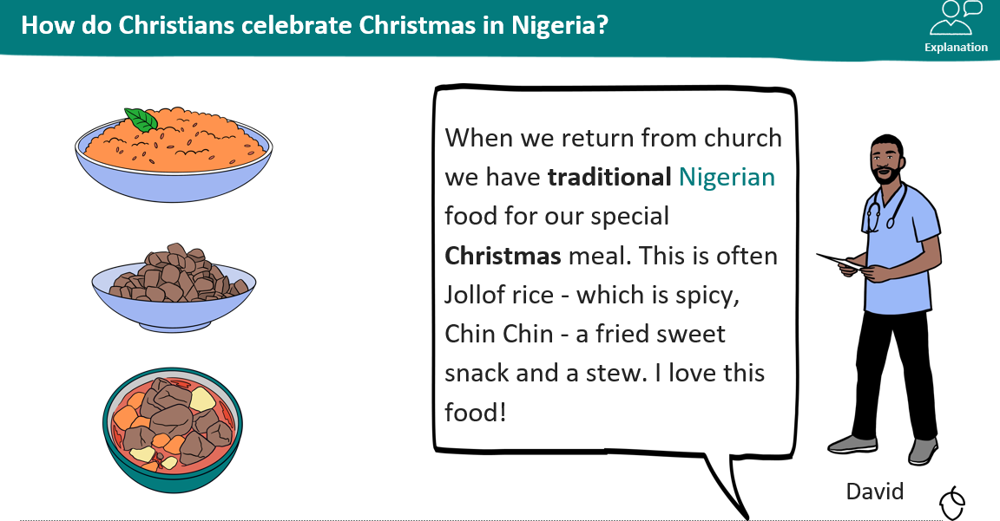 How do Christians celebrate Christmas in Nigeria?
Explanation
When we return from church
we have traditional Nigerian
food for our special
Christmas meal. This is often
Jollof rice - which is spicy,
Chin Chin - a fried sweet
snack and a stew. I love this
food!
David